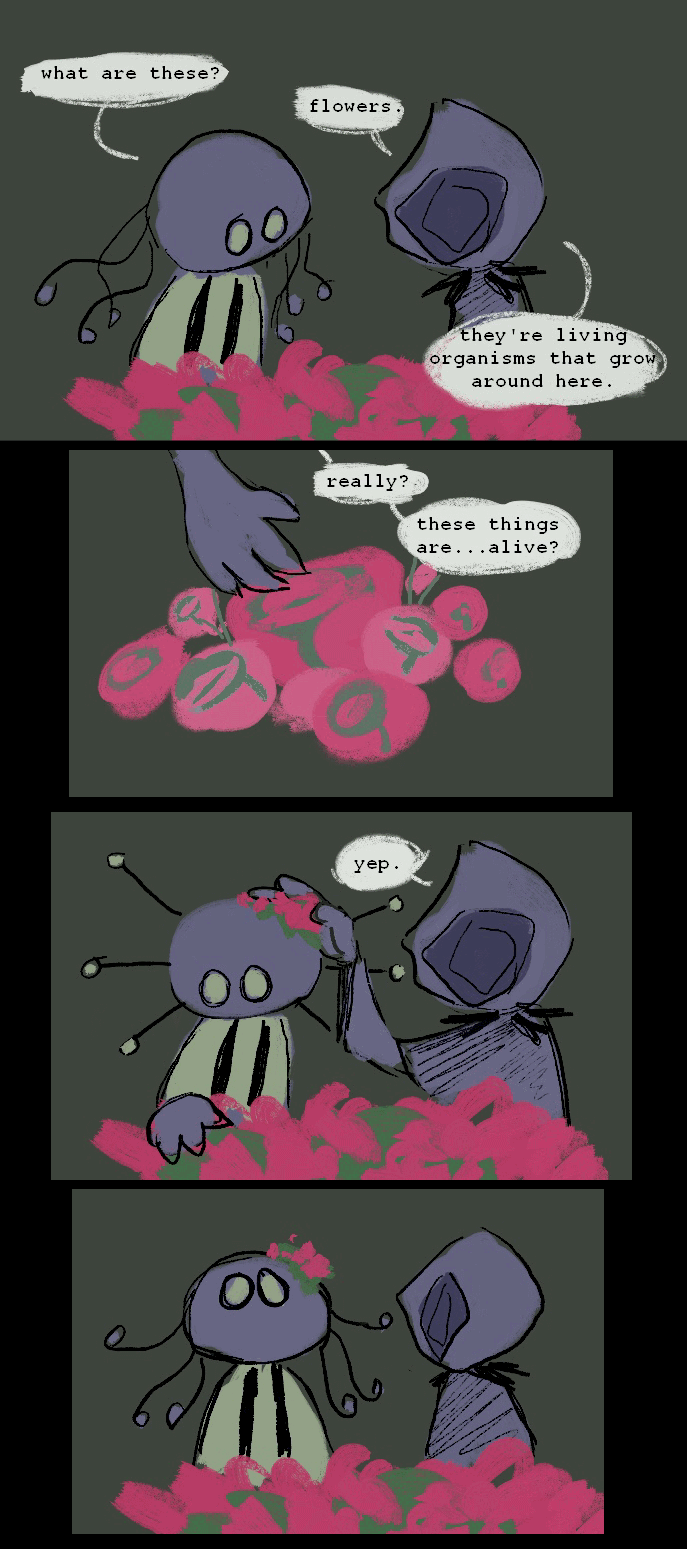 what are these?
flowers.
they're living
organisms that grow
around here.
really?
these things
are...alive?
yep.